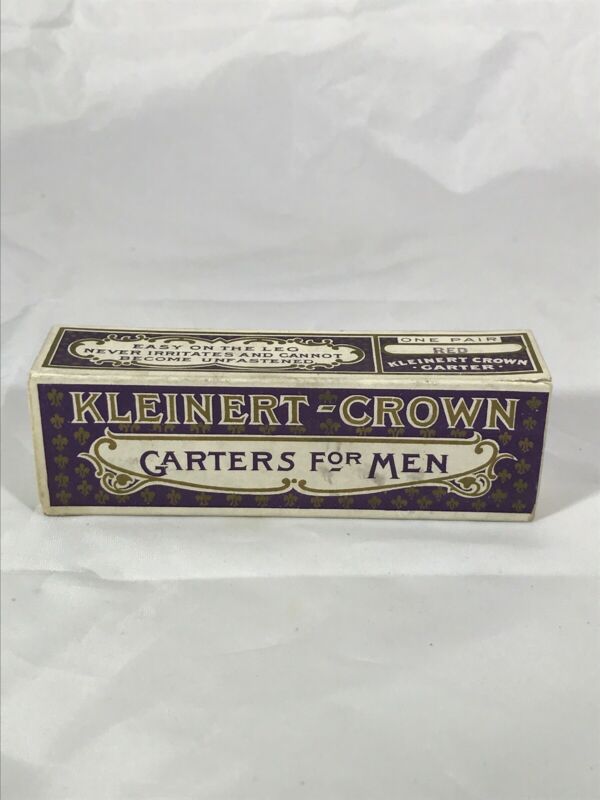 EASY ON THE LEG
NEVER IRRITATES AND CANNOT
BECOME UNFASTENED
ONE PAIR
RED
KLEINERT CROWN
· GARTER ·
KLEINERT - CROWN
GARTERS FOR MEN